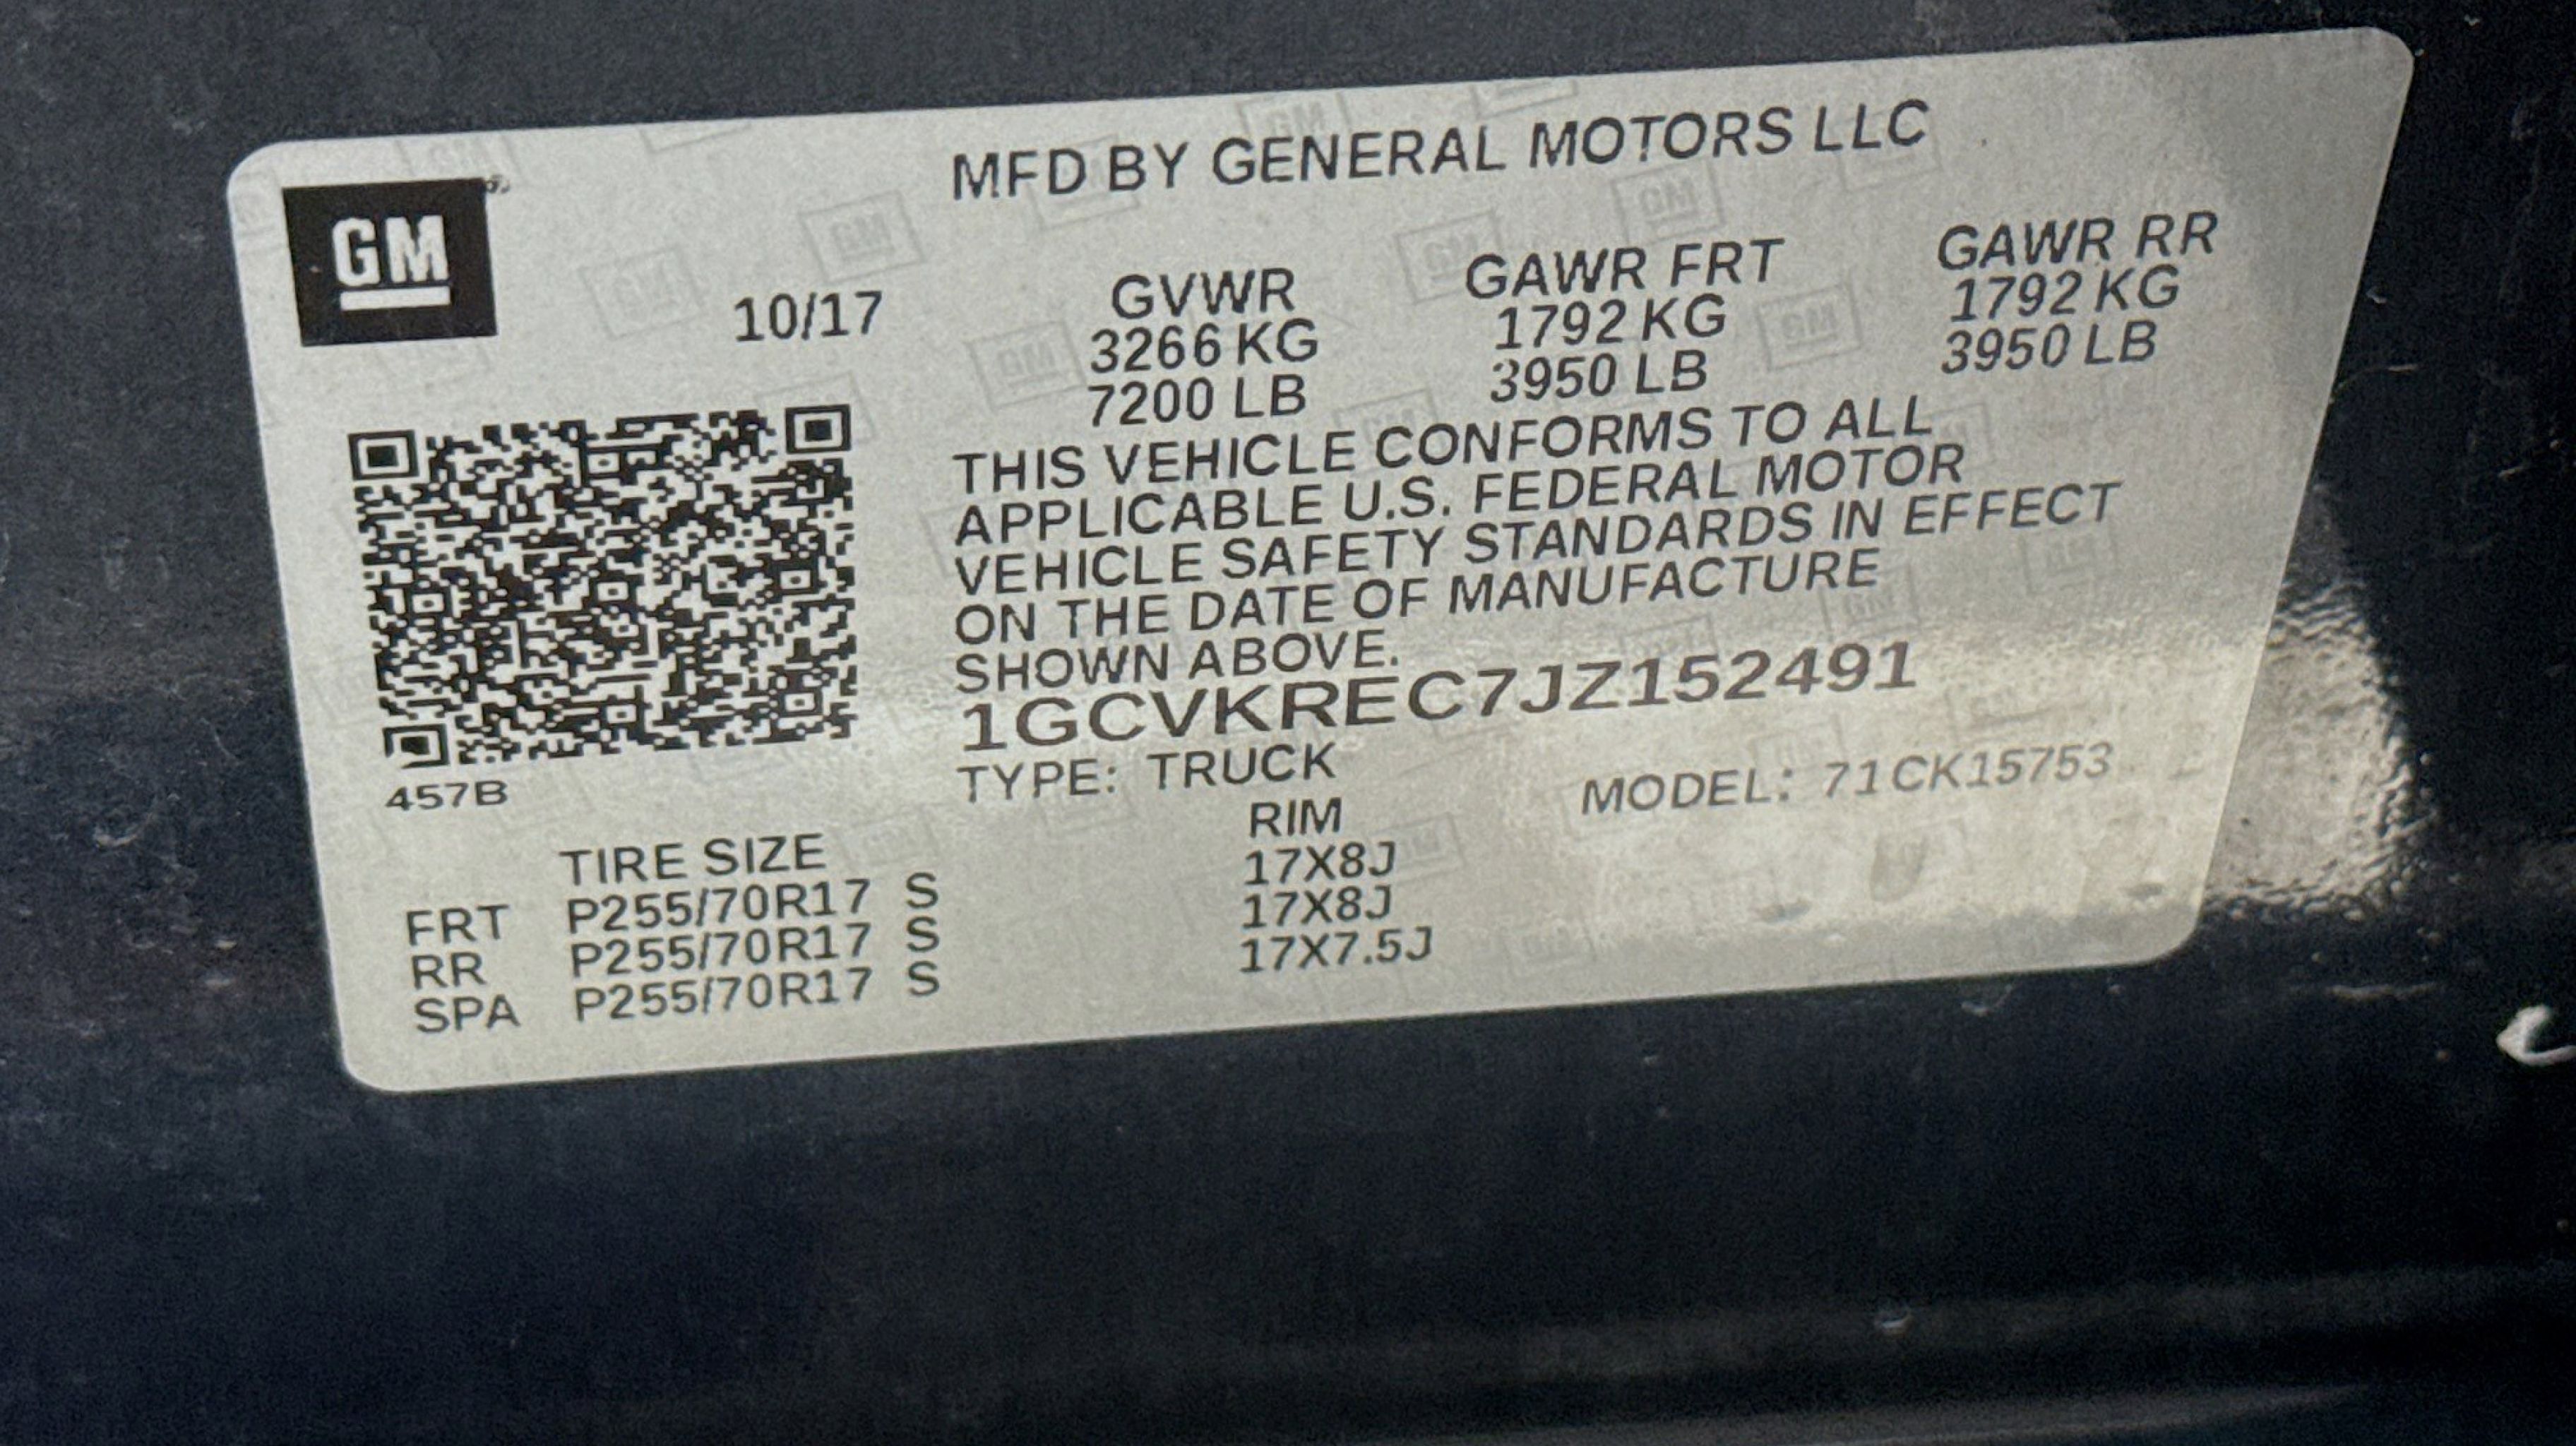 MFD BY GENERAL MOTORS LLC
GM
10/17
GVWR GAWR FRT GAWR RR
3266 KG 1792 KG 1792 KG
7200 LB 3950 LB 3950 LB
THIS VEHICLE CONFORMS TO ALL
APPLICABLE U.S. FEDERAL MOTOR
VEHICLE SAFETY STANDARDS IN EFFECT
ON THE DATE OF MANUFACTURE
SHOWN ABOVE.
1GCVKREC7JZ152491
TYPE: TRUCK MODEL: 71CK15753
457B
TIRE SIZE RIM
FRT P255/70R17 S 17X8J
RR P255/70R17 S 17X8J
SPA P255/70R17 S 17X7.5J